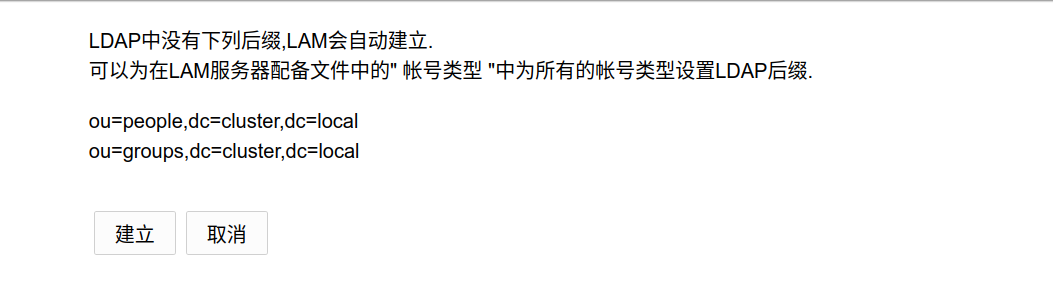 LDAP中没有下列后缀,LAM会自动建立.
可以为在LAM服务器配备文件中的" 帐号类型 "中为所有的帐号类型设置LDAP后缀.
ou=people,dc=cluster,dc=local
ou=groups,dc=cluster,dc=local
建立 取消